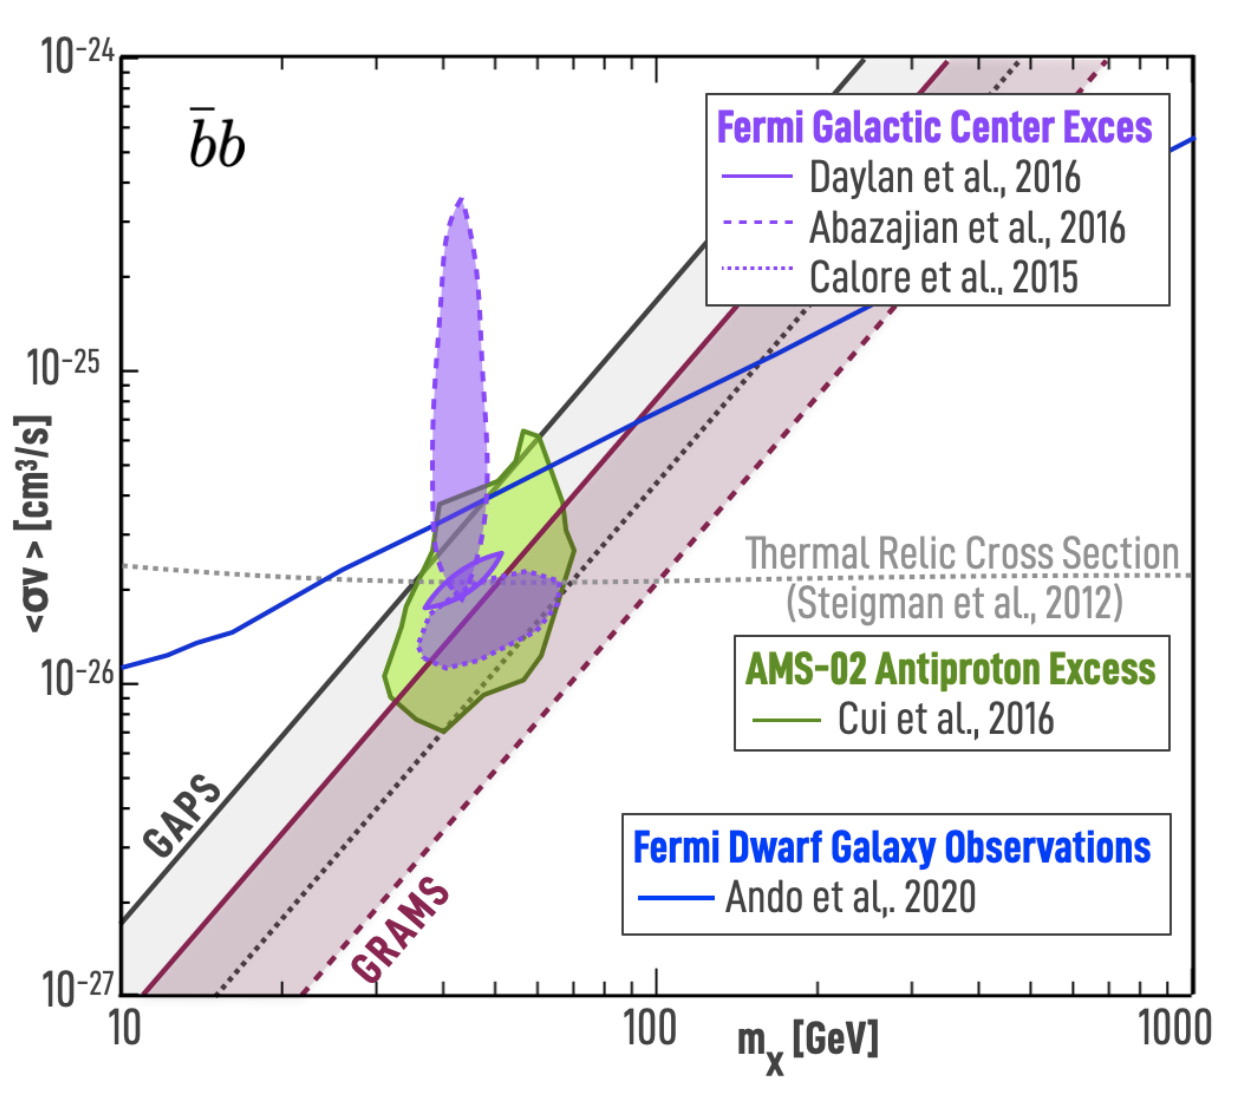 10⁻²⁴
b̄b
Fermi Galactic Center Exces
Daylan et al., 2016
Abazajian et al., 2016
Calore et al., 2015
10⁻²⁵
<σv> [cm³/s]
Thermal Relic Cross Section
(Steigman et al., 2012)
AMS-02 Antiproton Excess
Cui et al., 2016
10⁻²⁶
GAPS
GRAMS
Fermi Dwarf Galaxy Observations
Ando et al,. 2020
10⁻²⁷
10 100 1000
mχ [GeV]